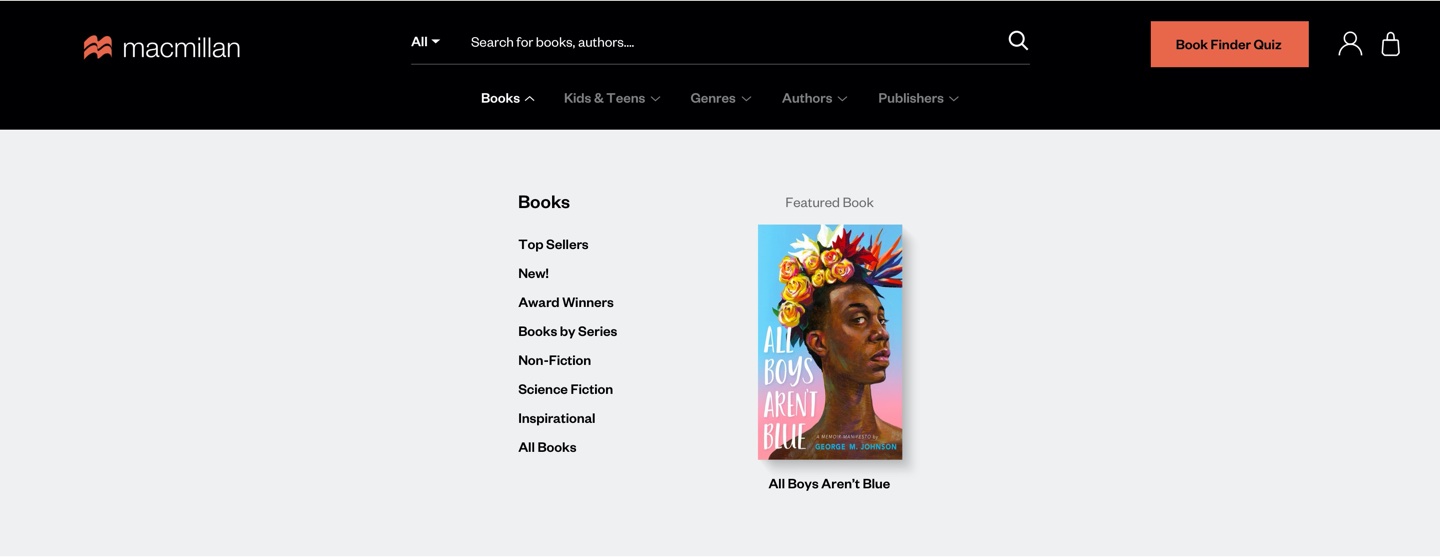 macmillan
All
Search for books, authors....
Book Finder Quiz
Books
Kids & Teens
Genres
Authors
Publishers
Books
Top Sellers
New!
Award Winners
Books by Series
Non-Fiction
Science Fiction
Inspirational
All Books
Featured Book
ALL
BOYS
AREN'T
BLUE
A MEMOIR-MANIFESTO by
GEORGE M. JOHNSON
All Boys Aren’t Blue